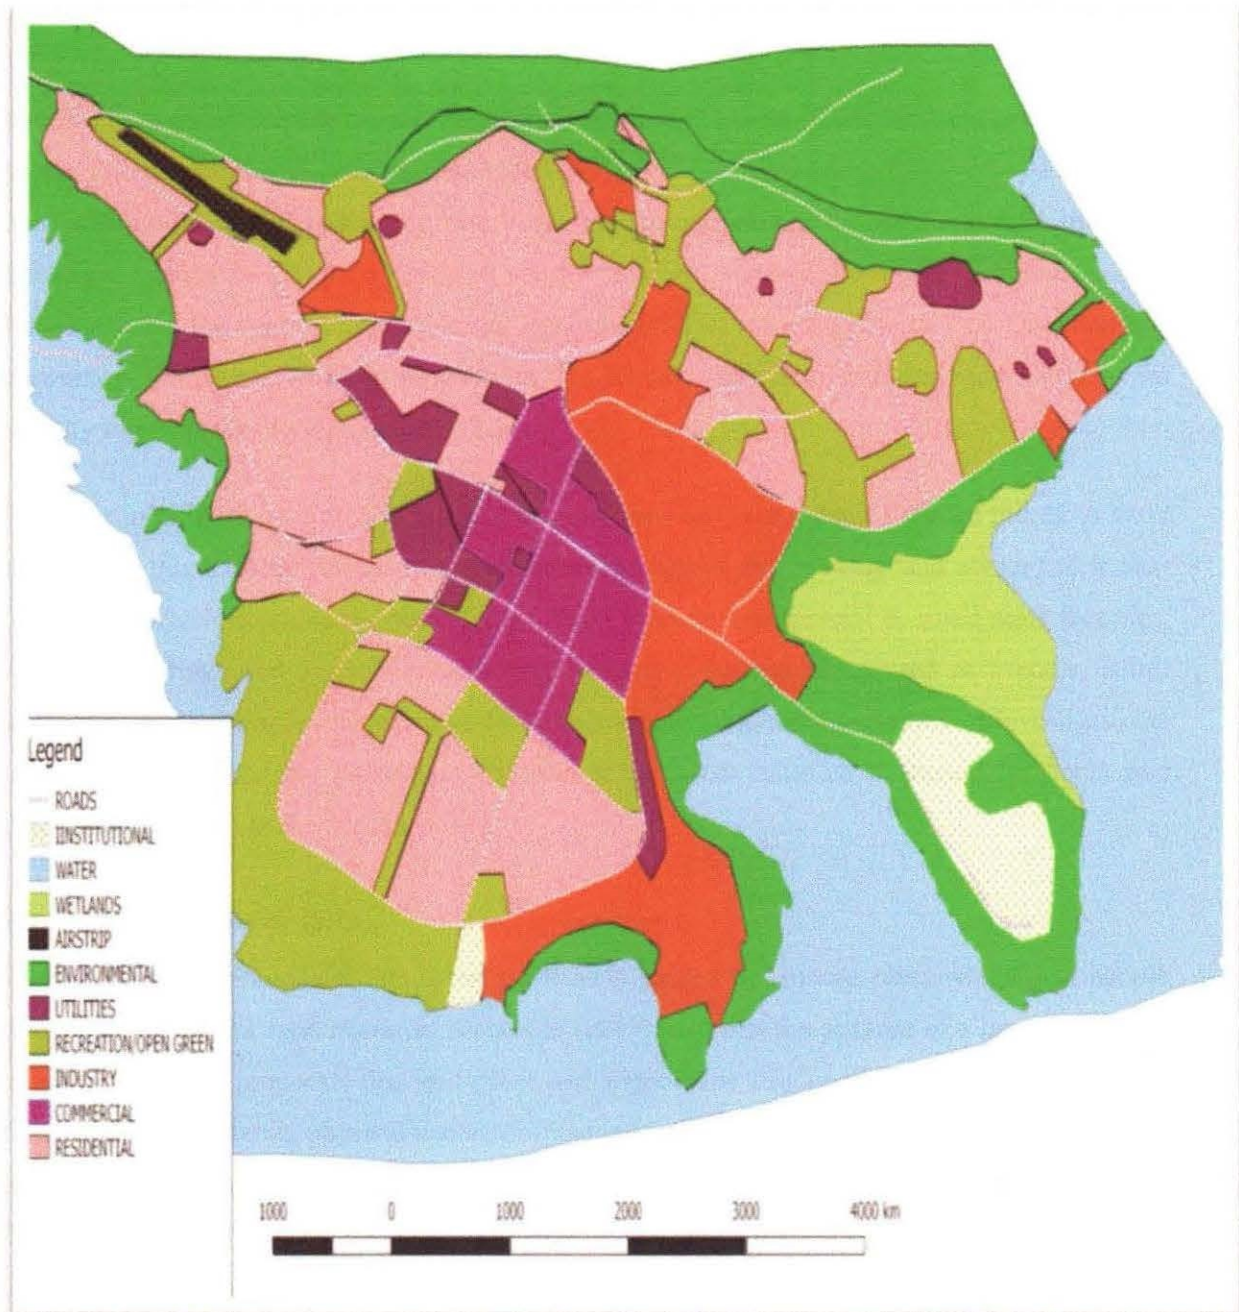 Legend
ROADS
IINSTITUTIONAL
WATER
WETLANDS
AIRSTRIP
ENVIRONMENTAL
UTILITIES
RECREATION/OPEN GREEN
INDUSTRY
COMMERCIAL
RESIDENTIAL
1000 0 1000 2000 3000 4000 km